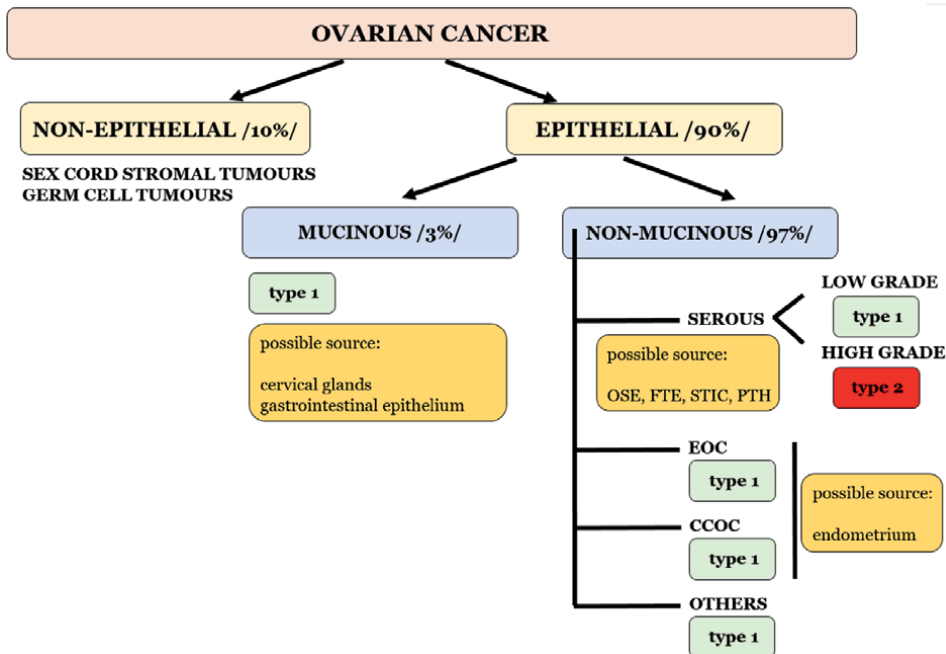 OVARIAN CANCER
NON-EPITHELIAL /10%/
SEX CORD STROMAL TUMOURS
GERM CELL TUMOURS
EPITHELIAL /90%/
MUCINOUS /3%/
type 1
possible source:
cervical glands
gastrointestinal epithelium
NON-MUCINOUS /97%/
SEROUS
possible source:
OSE, FTE, STIC, PTH
LOW GRADE
type 1
HIGH GRADE
type 2
EOC
type 1
CCOC
type 1
possible source:
endometrium
OTHERS
type 1